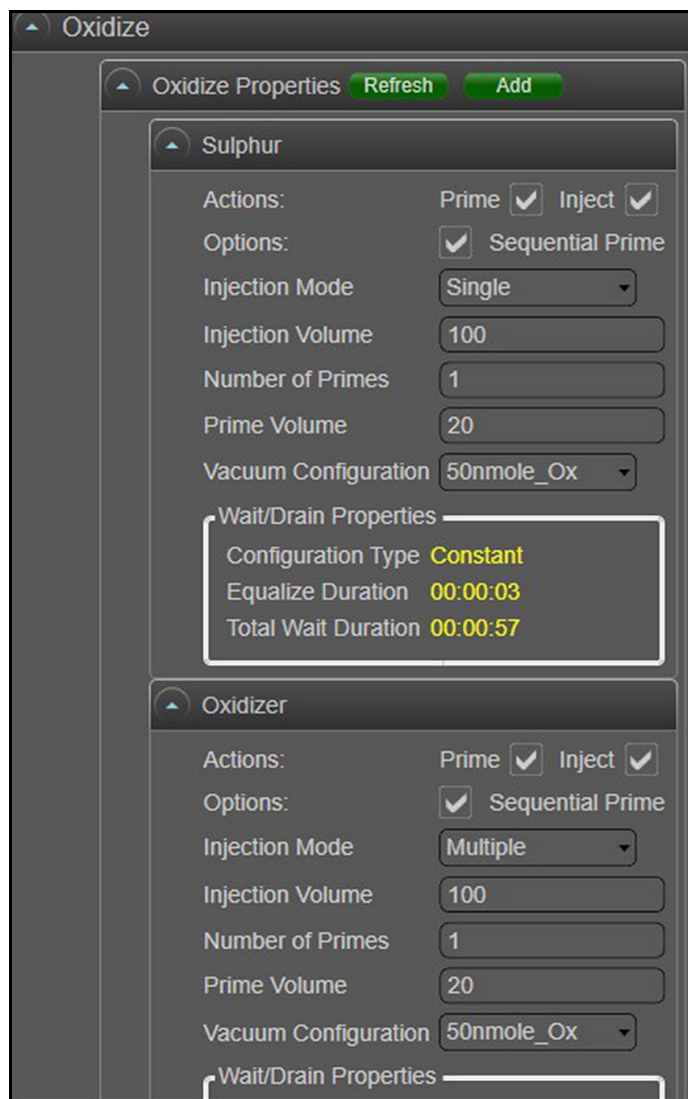 Oxidize
Oxidize Properties Refresh Add
Sulphur
Actions: Prime Inject
Options: Sequential Prime
Injection Mode Single
Injection Volume 100
Number of Primes 1
Prime Volume 20
Vacuum Configuration 50nmole_Ox
Wait/Drain Properties
Configuration Type Constant
Equalize Duration 00:00:03
Total Wait Duration 00:00:57
Oxidizer
Actions: Prime Inject
Options: Sequential Prime
Injection Mode Multiple
Injection Volume 100
Number of Primes 1
Prime Volume 20
Vacuum Configuration 50nmole_Ox
Wait/Drain Properties